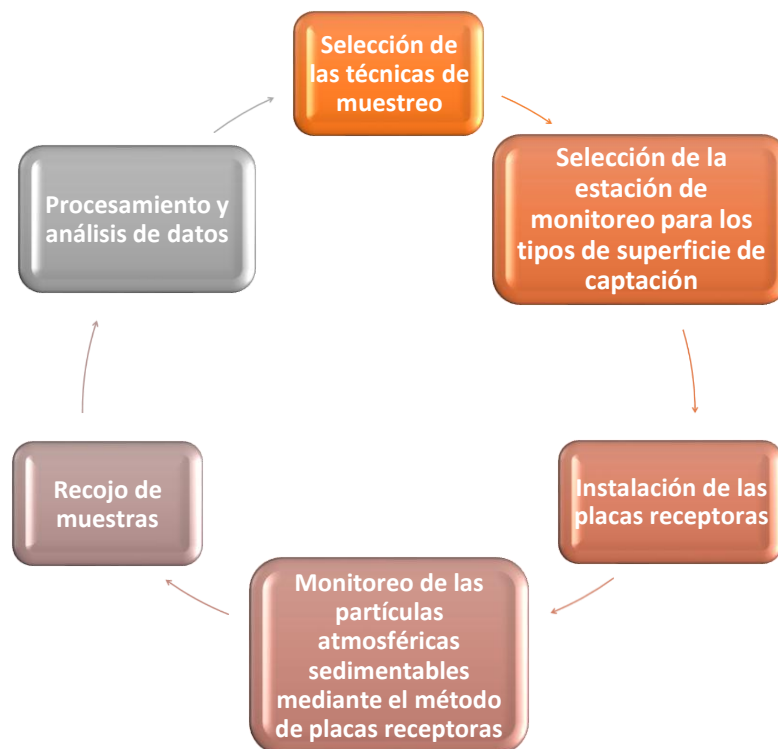 Selección de
las técnicas de
muestreo
Selección de la
estación de
monitoreo para los
tipos de superficie de
captación
Instalación de las
placas receptoras
Monitoreo de las
partículas
atmosféricas
sedimentables
mediante el método
de placas receptoras
Recojo de
muestras
Procesamiento y
análisis de datos